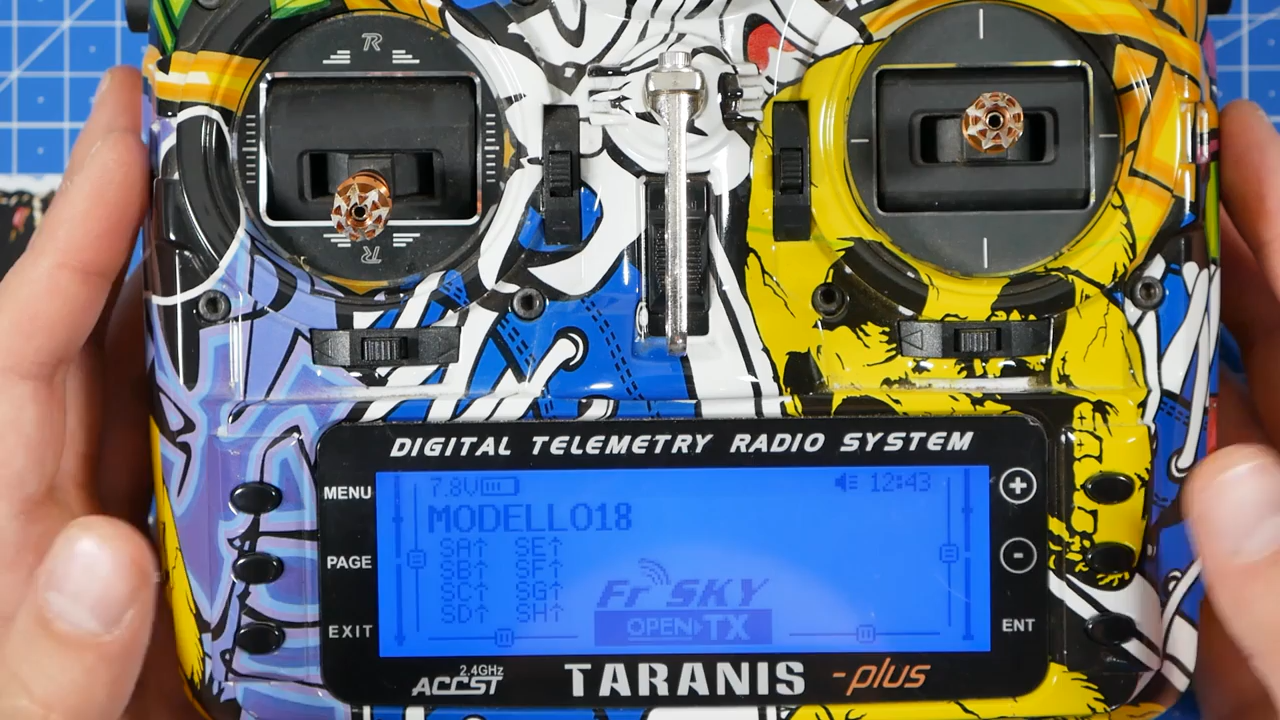 DIGITAL TELEMETRY RADIO SYSTEM
MENU
PAGE
EXIT
7.8V
12:43
MODELLO18
SA↑ SE↑
SB↑ SF↑
SC↑ SG↑
SD↑ SH↑
FrSKY
OPEN TX
+
-
ENT
2.4GHz
ACCST
TARANIS -plus